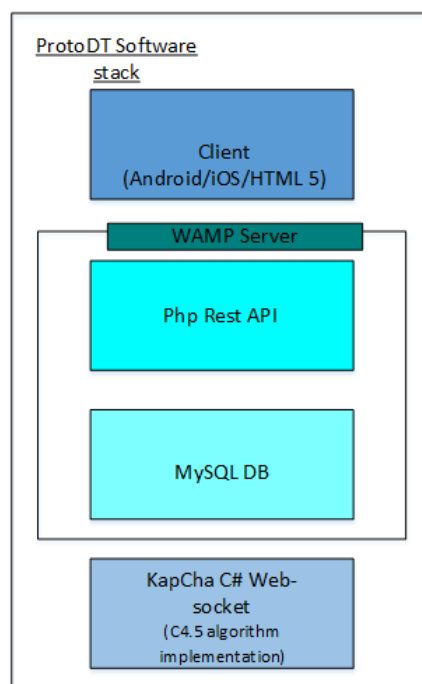 ProtoDT Software
stack
Client
(Android/iOS/HTML 5)
WAMP Server
Php Rest API
MySQL DB
KapCha C# Web-
socket
(C4.5 algorithm
implementation)